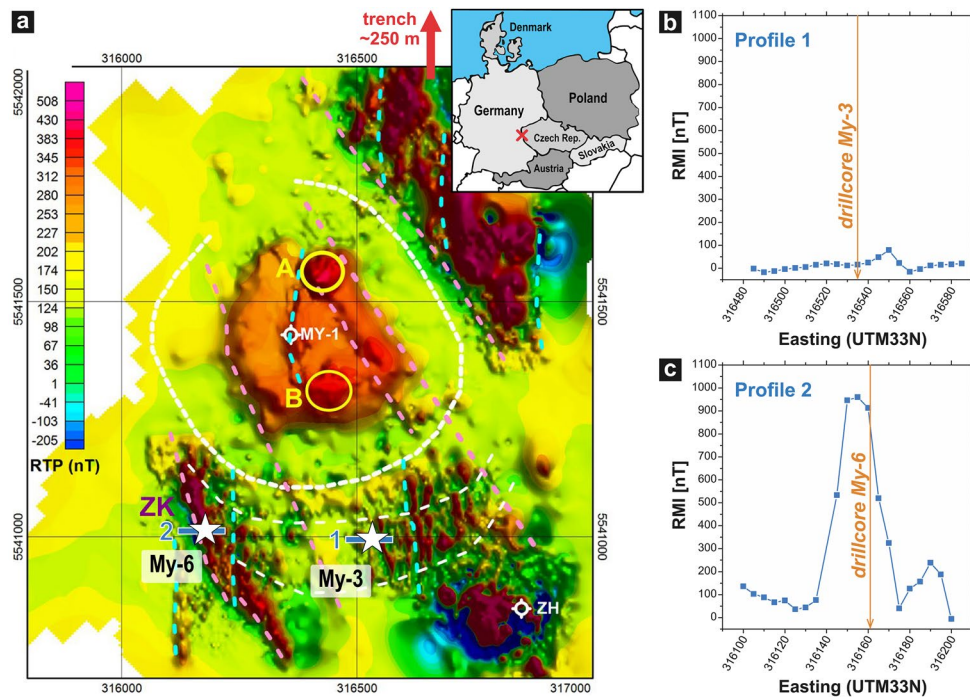 a
trench
~250 m
Denmark
Germany
Poland
Czech Rep.
Slovakia
Austria
316000
316500
5542000
5542000
508
430
383
345
312
280
253
227
202
174
150
124
98
67
36
1
-41
-103
-205
RTP (nT)
A
MY-1
B
5541500
5541500
ZK
2
1
My-6
My-3
ZH
5541000
5541000
316000
316500
317000
b
Profile 1
drillcore My-3
RMI [nT]
1100
1000
900
800
700
600
500
400
300
200
100
0
316480
316500
316520
316540
316560
316580
Easting (UTM33N)
c
Profile 2
drillcore My-6
RMI [nT]
1100
1000
900
800
700
600
500
400
300
200
100
0
316100
316120
316140
316160
316180
316200
Easting (UTM33N)